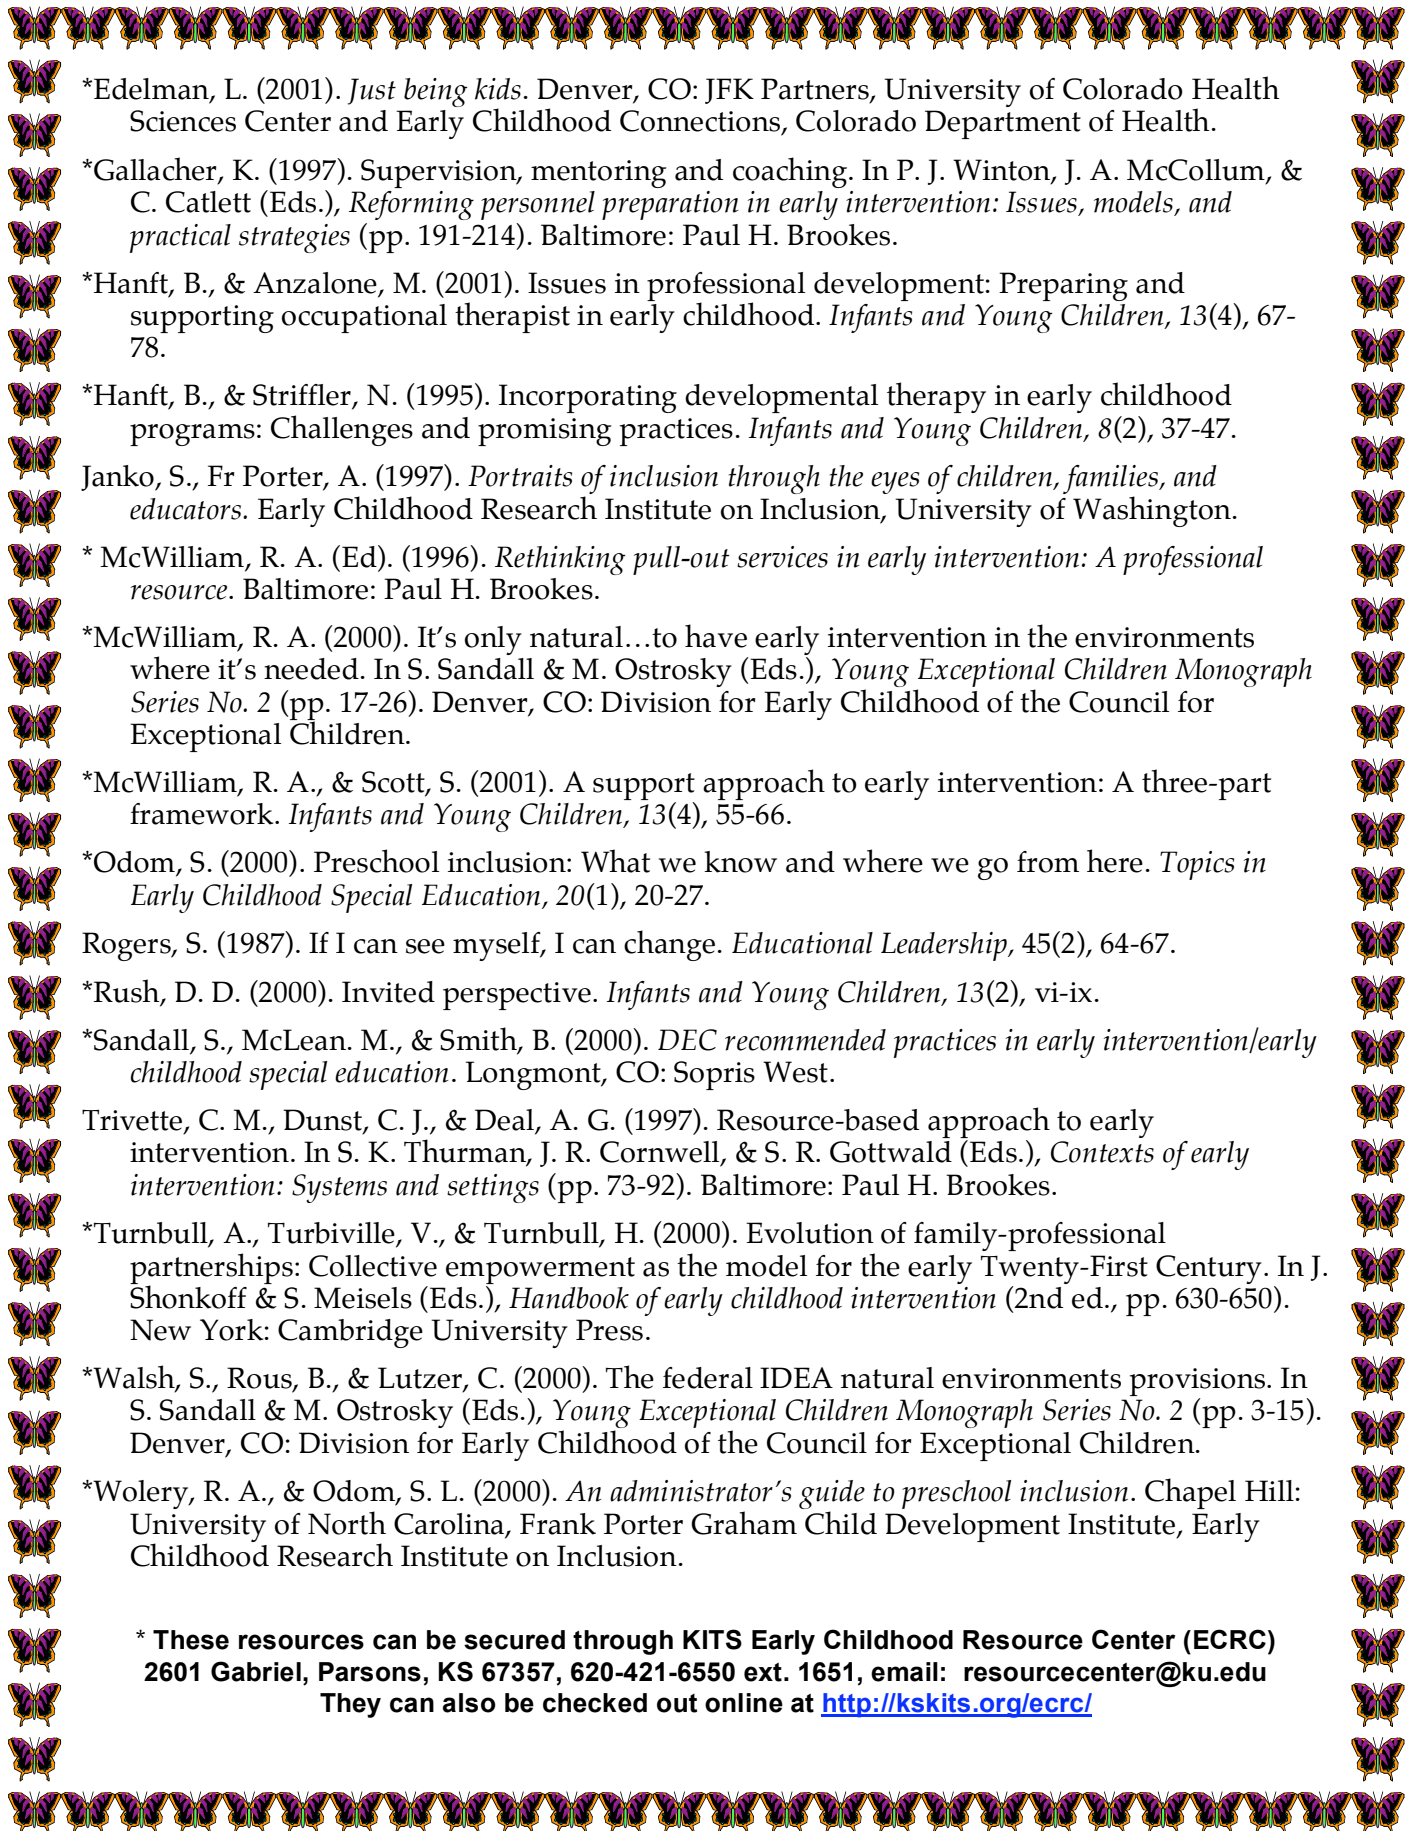 *Edelman, L. (2001). Just being kids. Denver, CO: JFK Partners, University of Colorado Health
Sciences Center and Early Childhood Connections, Colorado Department of Health.
*Gallacher, K. (1997). Supervision, mentoring and coaching. In P. J. Winton, J. A. McCollum, &
C. Catlett (Eds.), Reforming personnel preparation in early intervention: Issues, models, and
practical strategies (pp. 191-214). Baltimore: Paul H. Brookes.
*Hanft, B., & Anzalone, M. (2001). Issues in professional development: Preparing and
supporting occupational therapist in early childhood. Infants and Young Children, 13(4), 67-
78.
*Hanft, B., & Striffler, N. (1995). Incorporating developmental therapy in early childhood
programs: Challenges and promising practices. Infants and Young Children, 8(2), 37-47.
Janko, S., Fr Porter, A. (1997). Portraits of inclusion through the eyes of children, families, and
educators. Early Childhood Research Institute on Inclusion, University of Washington.
* McWilliam, R. A. (Ed). (1996). Rethinking pull-out services in early intervention: A professional
resource. Baltimore: Paul H. Brookes.
*McWilliam, R. A. (2000). It’s only natural…to have early intervention in the environments
where it’s needed. In S. Sandall & M. Ostrosky (Eds.), Young Exceptional Children Monograph
Series No. 2 (pp. 17-26). Denver, CO: Division for Early Childhood of the Council for
Exceptional Children.
*McWilliam, R. A., & Scott, S. (2001). A support approach to early intervention: A three-part
framework. Infants and Young Children, 13(4), 55-66.
*Odom, S. (2000). Preschool inclusion: What we know and where we go from here. Topics in
Early Childhood Special Education, 20(1), 20-27.
Rogers, S. (1987). If I can see myself, I can change. Educational Leadership, 45(2), 64-67.
*Rush, D. D. (2000). Invited perspective. Infants and Young Children, 13(2), vi-ix.
*Sandall, S., McLean. M., & Smith, B. (2000). DEC recommended practices in early intervention/early
childhood special education. Longmont, CO: Sopris West.
Trivette, C. M., Dunst, C. J., & Deal, A. G. (1997). Resource-based approach to early
intervention. In S. K. Thurman, J. R. Cornwell, & S. R. Gottwald (Eds.), Contexts of early
intervention: Systems and settings (pp. 73-92). Baltimore: Paul H. Brookes.
*Turnbull, A., Turbiville, V., & Turnbull, H. (2000). Evolution of family-professional
partnerships: Collective empowerment as the model for the early Twenty-First Century. In J.
Shonkoff & S. Meisels (Eds.), Handbook of early childhood intervention (2nd ed., pp. 630-650).
New York: Cambridge University Press.
*Walsh, S., Rous, B., & Lutzer, C. (2000). The federal IDEA natural environments provisions. In
S. Sandall & M. Ostrosky (Eds.), Young Exceptional Children Monograph Series No. 2 (pp. 3-15).
Denver, CO: Division for Early Childhood of the Council for Exceptional Children.
*Wolery, R. A., & Odom, S. L. (2000). An administrator’s guide to preschool inclusion. Chapel Hill:
University of North Carolina, Frank Porter Graham Child Development Institute, Early
Childhood Research Institute on Inclusion.
* These resources can be secured through KITS Early Childhood Resource Center (ECRC)
2601 Gabriel, Parsons, KS 67357, 620-421-6550 ext. 1651, email:  resourcecenter@ku.edu
They can also be checked out online at http://kskits.org/ecrc/